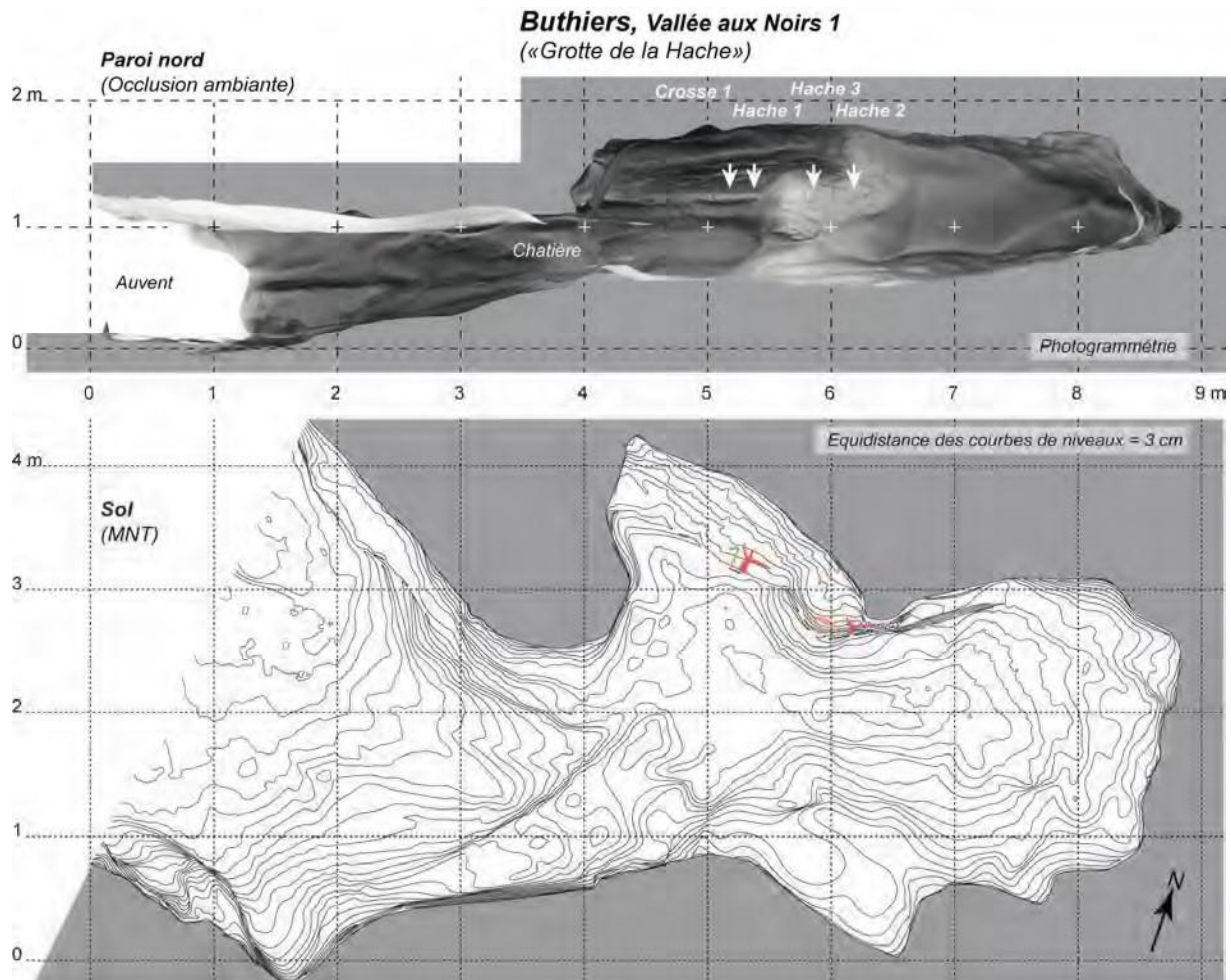 Buthiers, Vallée aux Noirs 1
(«Grotte de la Hache»)
Paroi nord
(Occlusion ambiante)
2 m
Crosse 1
Hache 3
Hache 1
Hache 2
1
Chatière
Auvent
0
Photogrammétrie
0 1 2 3 4 5 6 7 8 9 m
Equidistance des courbes de niveaux = 3 cm
4 m
Sol
(MNT)
3
2
1
N
0